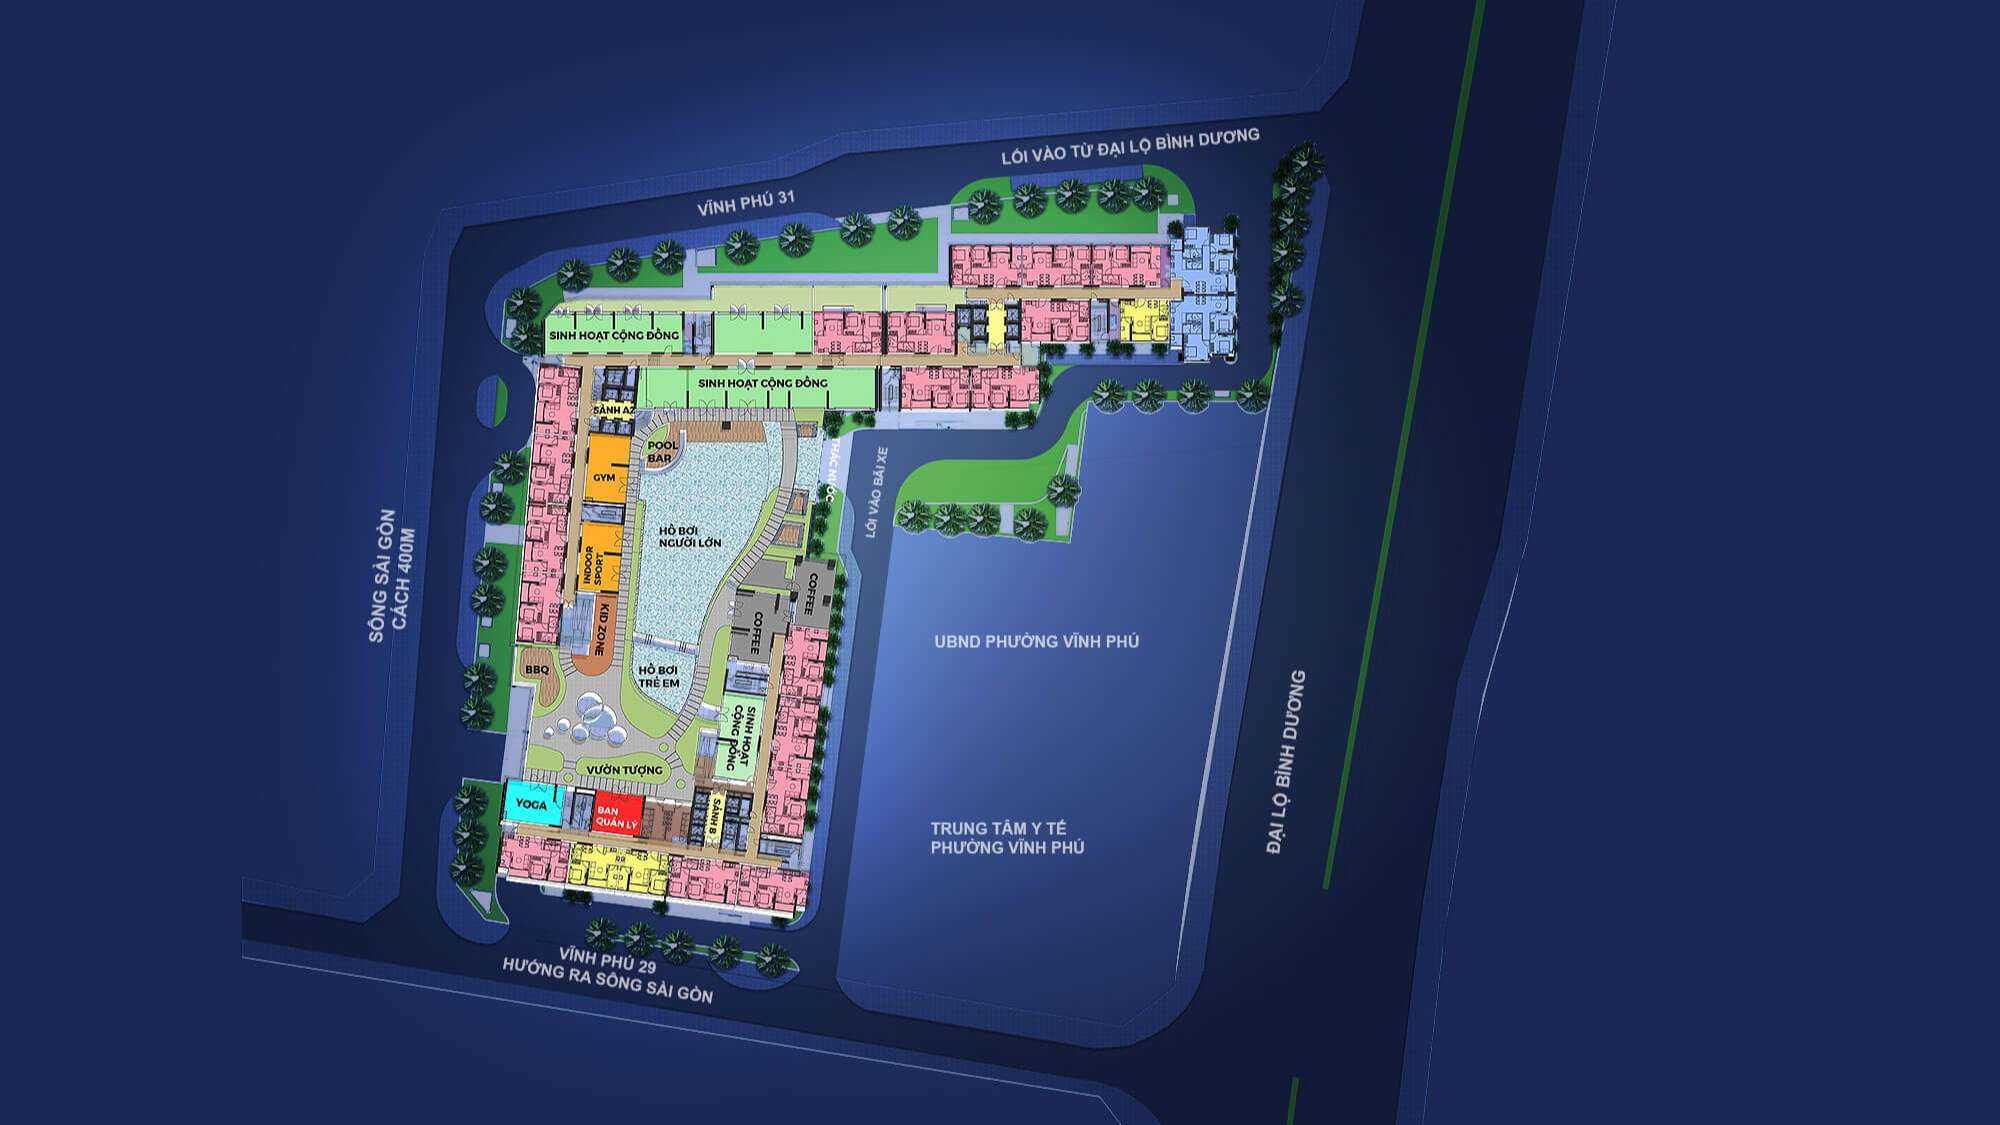 LỐI VÀO TỪ ĐẠI LỘ BÌNH DƯƠNG
VĨNH PHÚ 31
SINH HOẠT CỘNG ĐỒNG
SINH HOẠT CỘNG ĐỒNG
SẢNH A2
POOL
BAR
THÁC NƯỚC
LỐI VÀO BÃI XE
GYM
HỒ BƠI
NGƯỜI LỚN
INDOOR
SPORT
SÔNG SÀI GÒN
CÁCH 400M
COFFEE
COFFEE
KID ZONE
UBND PHƯỜNG VĨNH PHÚ
BBQ
HỒ BƠI
TRẺ EM
SINH HOẠT
CỘNG ĐỒNG
ĐẠI LỘ BÌNH DƯƠNG
VƯỜN TƯỢNG
YOGA
BAN
QUẢN LÝ
SẢNH B
TRUNG TÂM Y TẾ
PHƯỜNG VĨNH PHÚ
VĨNH PHÚ 29
HƯỚNG RA SÔNG SÀI GÒN